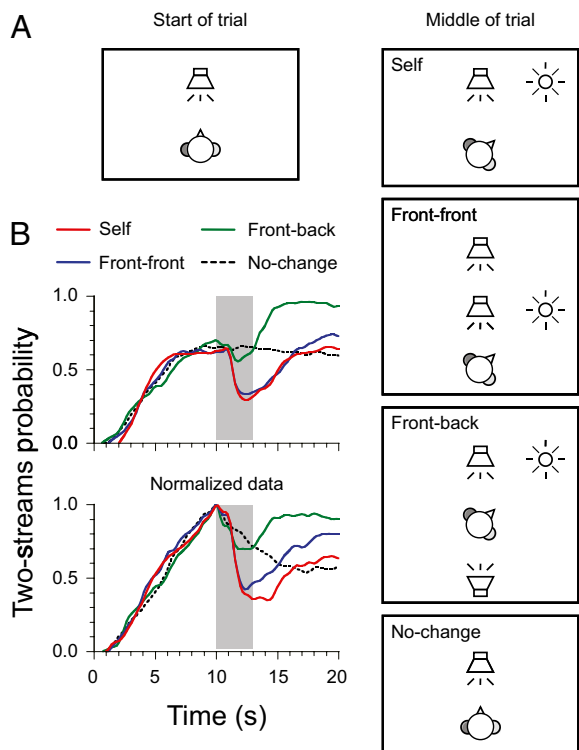 A
Start of trial
Middle of trial
Self
Front-front
Front-back
No-change
B
Self
Front-back
Front-front
No-change
Two-streams probability
1.0
0.5
0.0
Normalized data
1.0
0.5
0.0
0 5 10 15 20
Time (s)